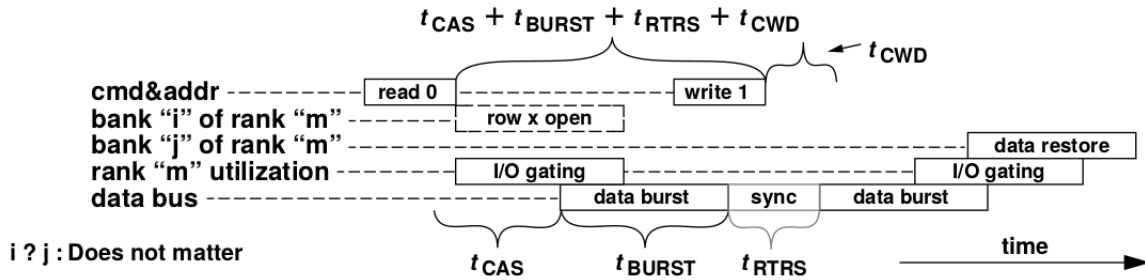 tCAS + tBURST + tRTRS + tCWD
tCWD
cmd&addr read 0 write 1
bank “i” of rank “m” row x open
bank “j” of rank “m” data restore
rank “m” utilization I/O gating I/O gating
data bus data burst sync data burst
i ? j : Does not matter tCAS tBURST tRTRS time